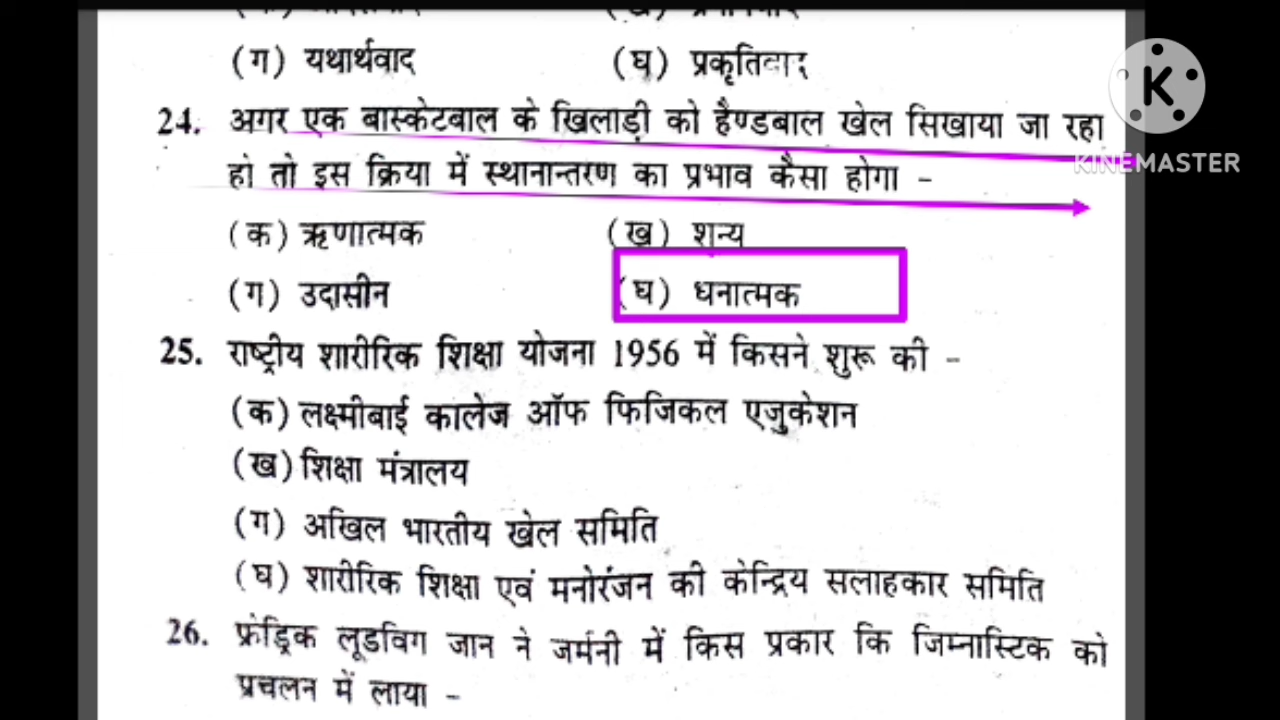 (ग) यथार्थवाद (घ) प्रकृतिवाद
K
24. अगर एक बास्केटबाल के खिलाड़ी को हैण्डबाल खेल सिखाया जा रहा
KINEMASTER
हो तो इस क्रिया में स्थानान्तरण का प्रभाव कैसा होगा -
(क) ऋणात्मक (ख) शून्य
(ग) उदासीन (घ) धनात्मक
25. राष्ट्रीय शारीरिक शिक्षा योजना 1956 में किसने शुरू की -
(क) लक्ष्मीबाई कालेज ऑफ फिजिकल एजुकेशन
(ख) शिक्षा मंत्रालय
(ग) अखिल भारतीय खेल समिति
(घ) शारीरिक शिक्षा एवं मनोरंजन की केन्द्रिय सलाहकार समिति
26. फ्रेड्रिक लूडविग जान ने जर्मनी में किस प्रकार कि जिम्नास्टिक को
प्रचलन में लाया -